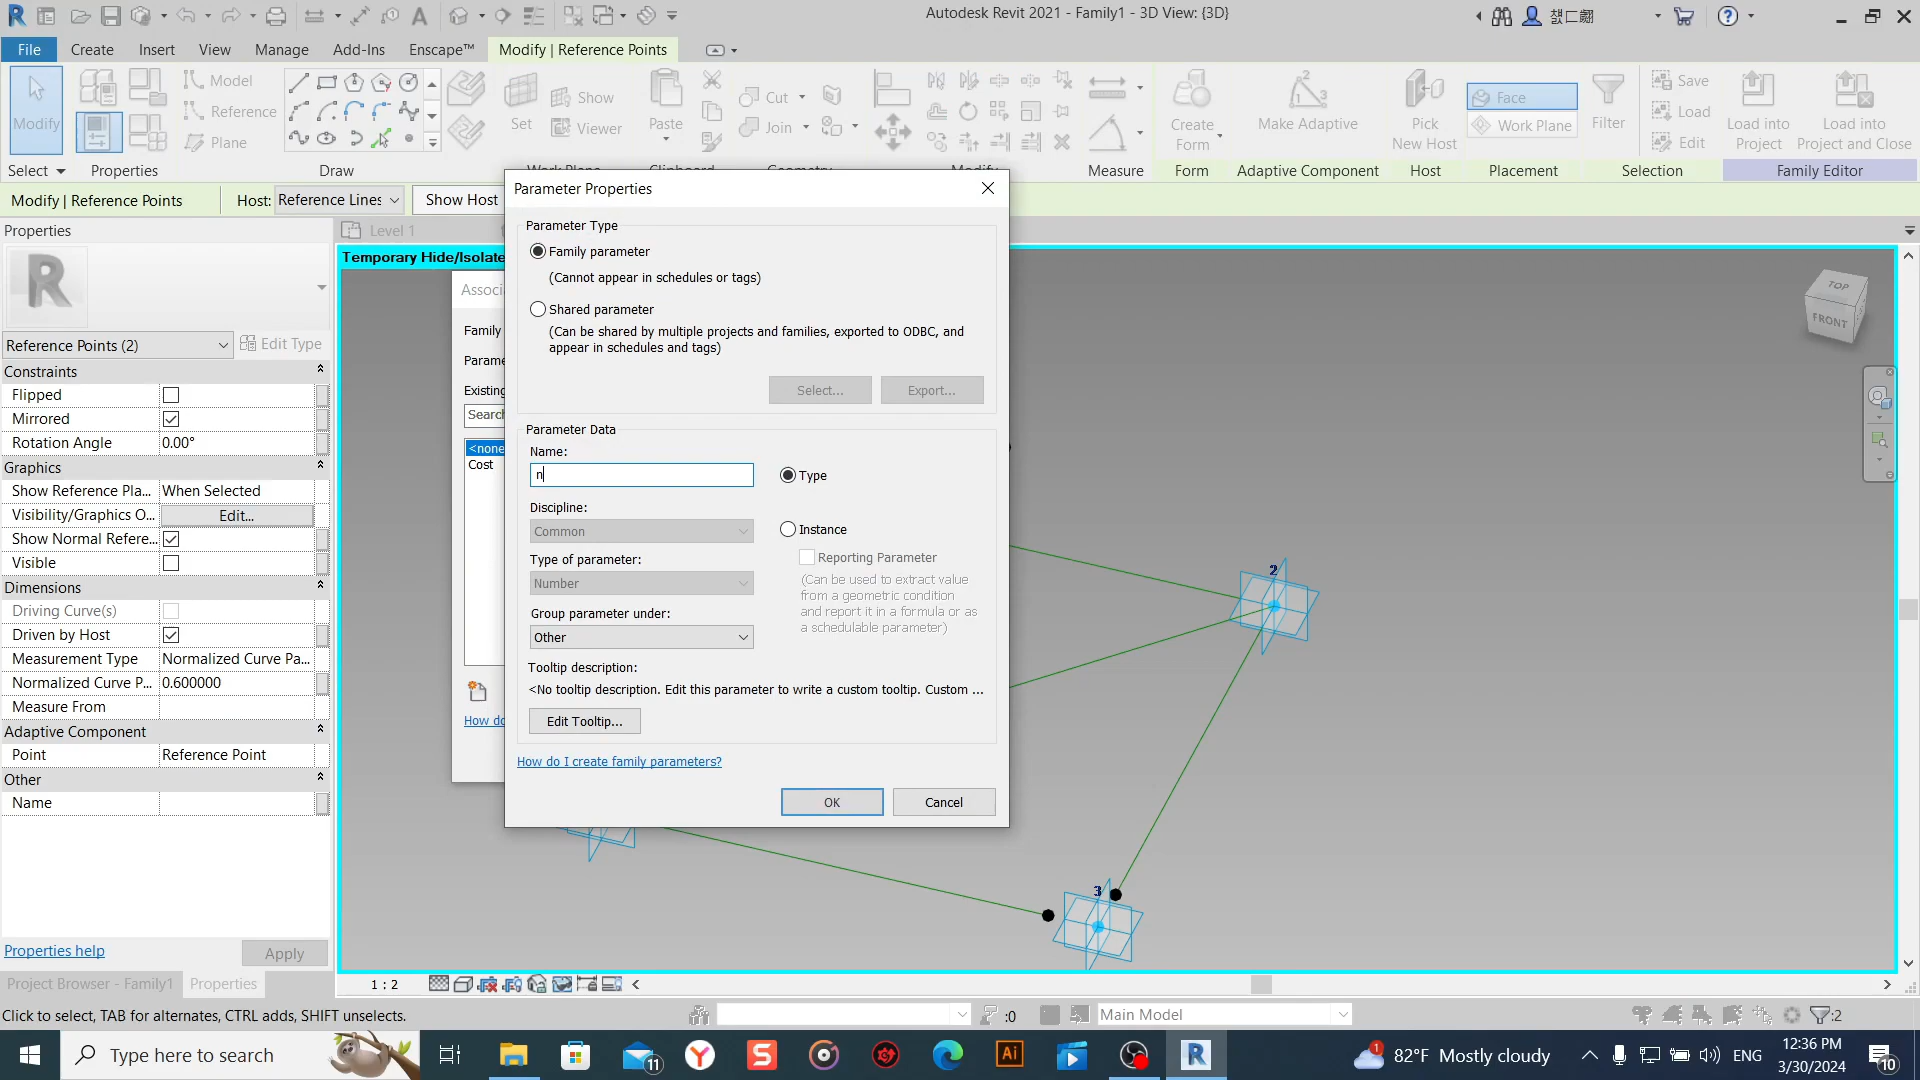 Autodesk Revit 2021 - Family1 - 3D View: {3D}
File
Create
Insert
View
Manage
Add-Ins
Enscape™
Modify | Reference Points
Modify
Model
Reference
Plane
Set
Show
Viewer
Paste
Cut
Join
Create
Form
Make Adaptive
Pick
New Host
Face
Work Plane
Filter
Save
Load
Edit
Load into
Project
Load into
Project and Close
Select
Properties
Draw
Measure
Form
Adaptive Component
Host
Placement
Selection
Family Editor
Modify | Reference Points
Host:
Reference Lines
Show Host
Properties
Level 1
Temporary Hide/Isolate
TOP
FRONT
Reference Points (2)
Edit Type
Constraints
Flipped
Mirrored
Rotation Angle
0.00°
Graphics
Show Reference Pla...
When Selected
Visibility/Graphics O...
Edit...
Show Normal Refere...
Visible
Dimensions
Driving Curve(s)
Driven by Host
Measurement Type
Normalized Curve Pa...
Normalized Curve P...
0.600000
Measure From
Adaptive Component
Point
Reference Point
Other
Name
Properties help
Apply
Project Browser - Family1
Properties
Associ
Family
Parame
Existing
Search
<none
Cost
How do
Parameter Properties
Parameter Type
Family parameter
(Cannot appear in schedules or tags)
Shared parameter
(Can be shared by multiple projects and families, exported to ODBC, and
appear in schedules and tags)
Select...
Export...
Parameter Data
Name:
n
Type
Discipline:
Common
Instance
Type of parameter:
Reporting Parameter
Number
(Can be used to extract value
from a geometric condition
and report it in a formula or as
a schedulable parameter)
Group parameter under:
Other
Tooltip description:
<No tooltip description. Edit this parameter to write a custom tooltip. Custom ...
Edit Tooltip...
How do I create family parameters?
OK
Cancel
2
3
1 : 2
Click to select, TAB for alternates, CTRL adds, SHIFT unselects.
:0
Main Model
:2
Type here to search
11
Ai
1
82°F Mostly cloudy
ENG
12:36 PM
3/30/2024
10